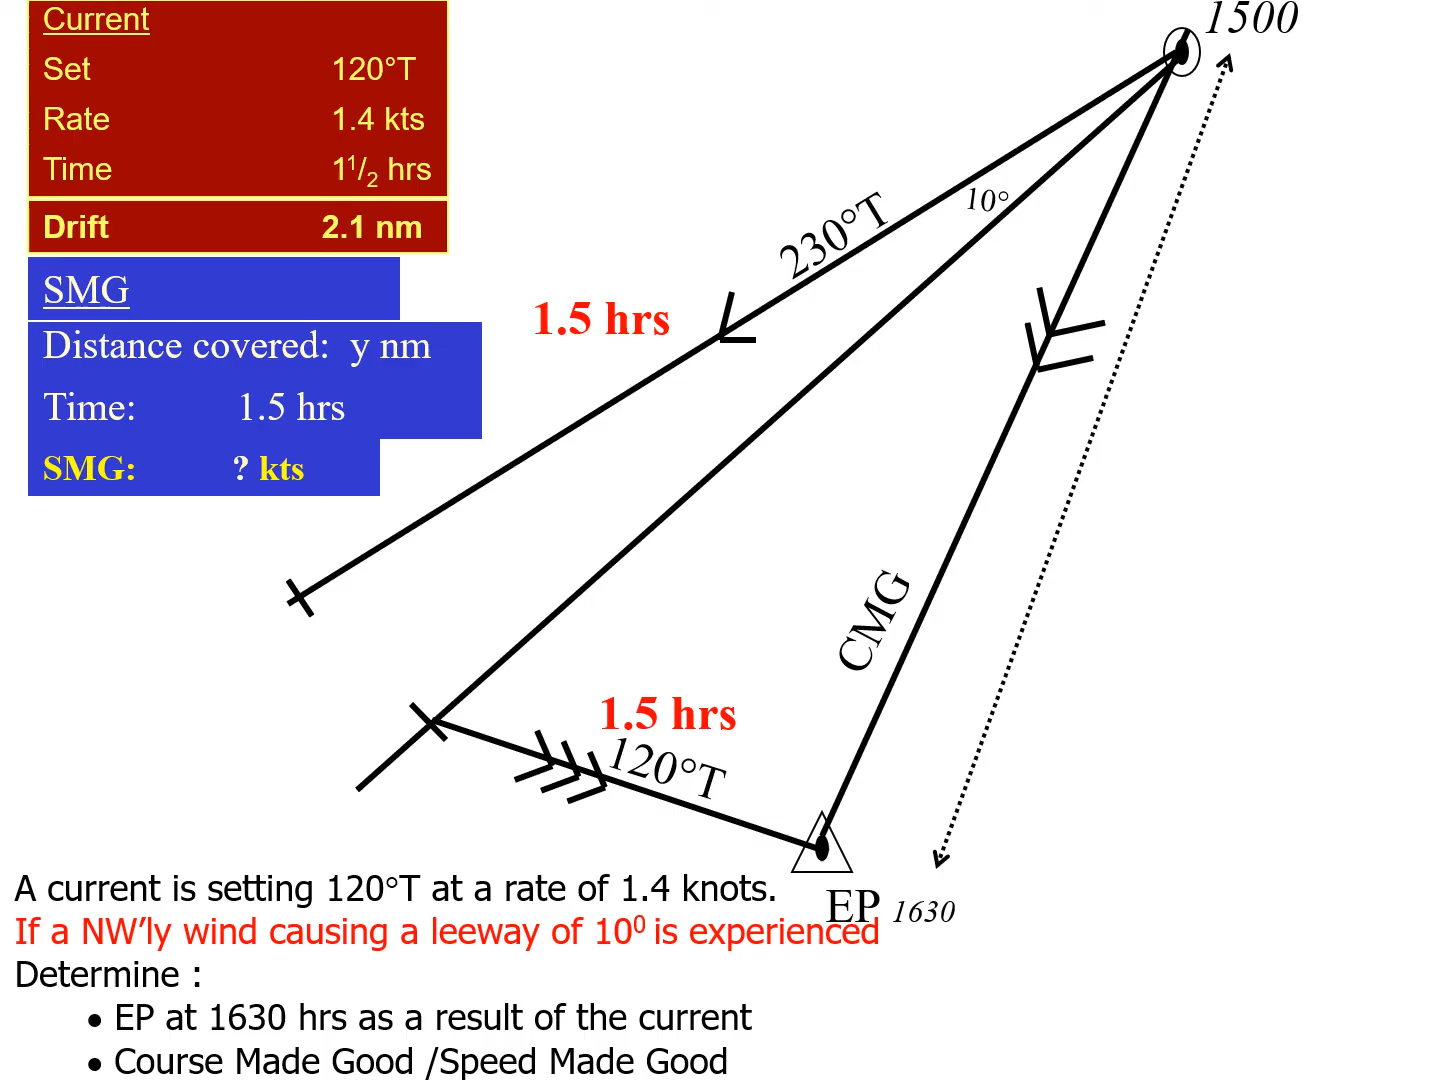 Current
Set 120°T
Rate 1.4 kts
Time 1¹/₂ hrs
Drift 2.1 nm
SMG
Distance covered: y nm
Time: 1.5 hrs
SMG: ? kts
1500
10°
230°T
1.5 hrs
CMG
1.5 hrs
120°T
EP 1630
A current is setting 120°T at a rate of 1.4 knots.
If a NW’ly wind causing a leeway of 10⁰ is experienced
Determine :
• EP at 1630 hrs as a result of the current
• Course Made Good /Speed Made Good